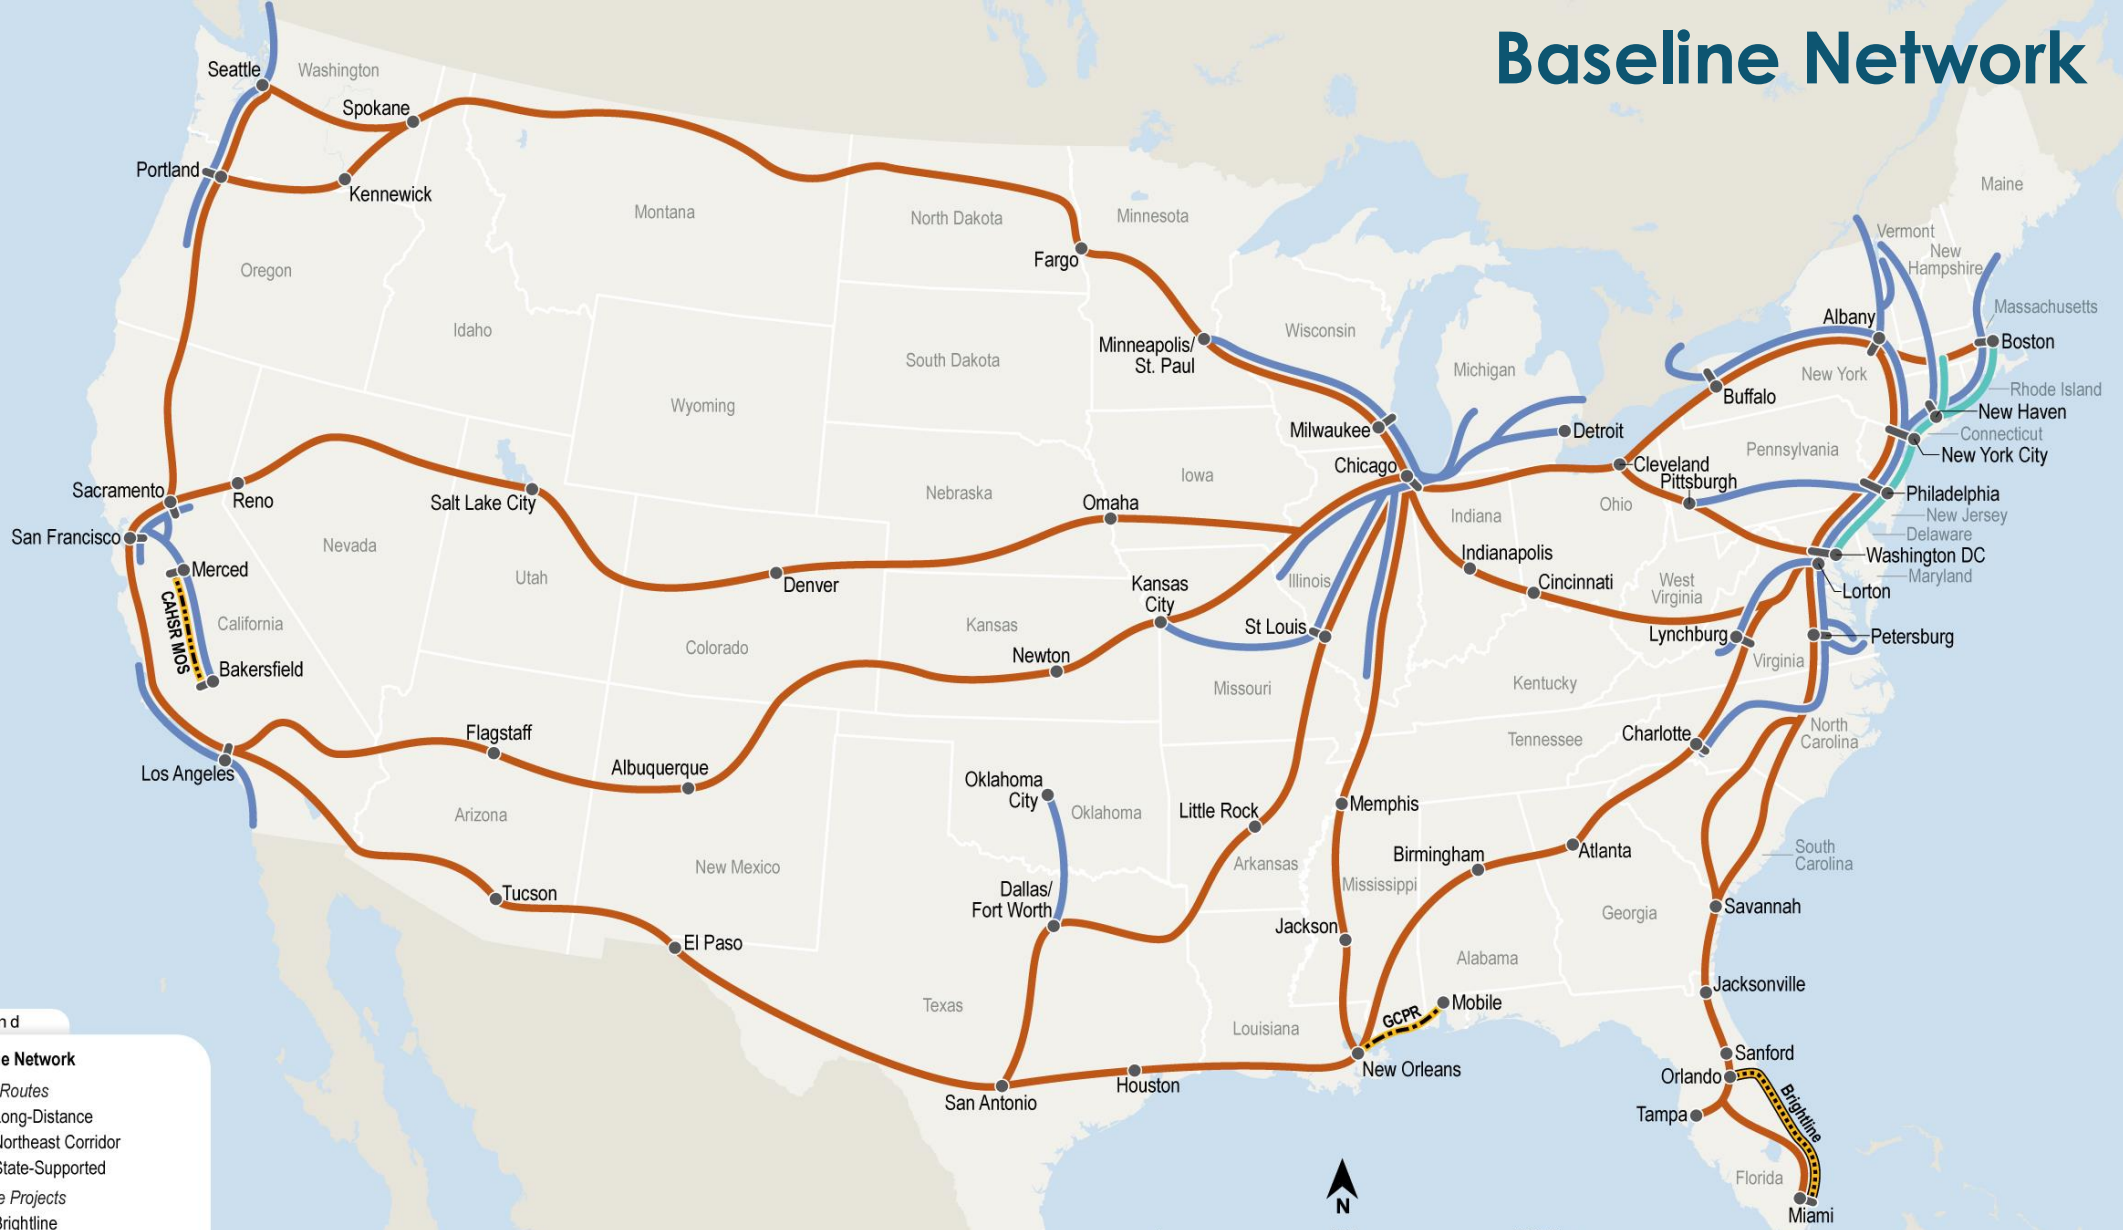 Baseline Network
Seattle
Washington
Spokane
Portland
Kennewick
Montana
North Dakota
Minnesota
Maine
Oregon
Fargo
Vermont
New
Hampshire
Idaho
Wisconsin
Massachusetts
Albany
Minneapolis/
St. Paul
Boston
South Dakota
Michigan
New York
Rhode Island
Wyoming
Buffalo
New Haven
Milwaukee
Detroit
Connecticut
Pennsylvania
New York City
Chicago
Cleveland
Iowa
Pittsburgh
Sacramento
Reno
Salt Lake City
Nebraska
Omaha
Philadelphia
Ohio
Indiana
New Jersey
San Francisco
Nevada
Delaware
Indianapolis
Washington DC
Merced
Utah
Denver
Kansas
City
Illinois
Cincinnati
West
Virginia
Maryland
Lorton
CAHSR MOS
California
Colorado
Kansas
St Louis
Lynchburg
Petersburg
Newton
Virginia
Bakersfield
Missouri
Kentucky
Flagstaff
Tennessee
Charlotte
North
Carolina
Los Angeles
Albuquerque
Oklahoma
City
Oklahoma
Little Rock
Memphis
Arizona
New Mexico
Arkansas
Birmingham
Atlanta
South
Carolina
Tucson
Dallas/
Fort Worth
Mississippi
Georgia
Savannah
El Paso
Jackson
Alabama
Texas
Jacksonville
Louisiana
GCPR
Mobile
New Orleans
Sanford
Orlando
Houston
San Antonio
Tampa
Brightline
Florida
Miami
N
nd
e Network
Routes
Long-Distance
Northeast Corridor
State-Supported
e Projects
Brightline